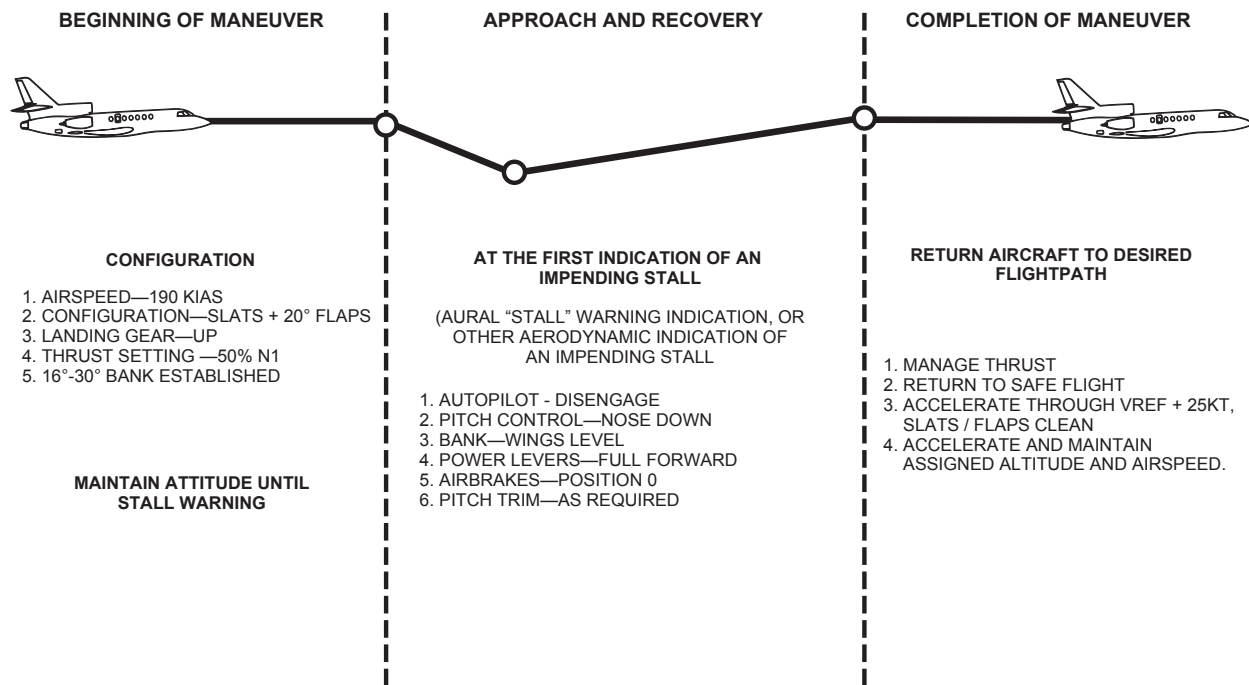 BEGINNING OF MANEUVER
CONFIGURATION
1. AIRSPEED—190 KIAS
2. CONFIGURATION—SLATS + 20° FLAPS
3. LANDING GEAR—UP
4. THRUST SETTING —50% N1
5. 16°-30° BANK ESTABLISHED
MAINTAIN ATTITUDE UNTIL
STALL WARNING
APPROACH AND RECOVERY
AT THE FIRST INDICATION OF AN
IMPENDING STALL
(AURAL “STALL” WARNING INDICATION, OR
OTHER AERODYNAMIC INDICATION OF
AN IMPENDING STALL
1. AUTOPILOT - DISENGAGE
2. PITCH CONTROL—NOSE DOWN
3. BANK—WINGS LEVEL
4. POWER LEVERS—FULL FORWARD
5. AIRBRAKES—POSITION 0
6. PITCH TRIM—AS REQUIRED
COMPLETION OF MANEUVER
RETURN AIRCRAFT TO DESIRED
FLIGHTPATH
1. MANAGE THRUST
2. RETURN TO SAFE FLIGHT
3. ACCELERATE THROUGH VREF + 25KT,
SLATS / FLAPS CLEAN
4. ACCELERATE AND MAINTAIN
ASSIGNED ALTITUDE AND AIRSPEED.